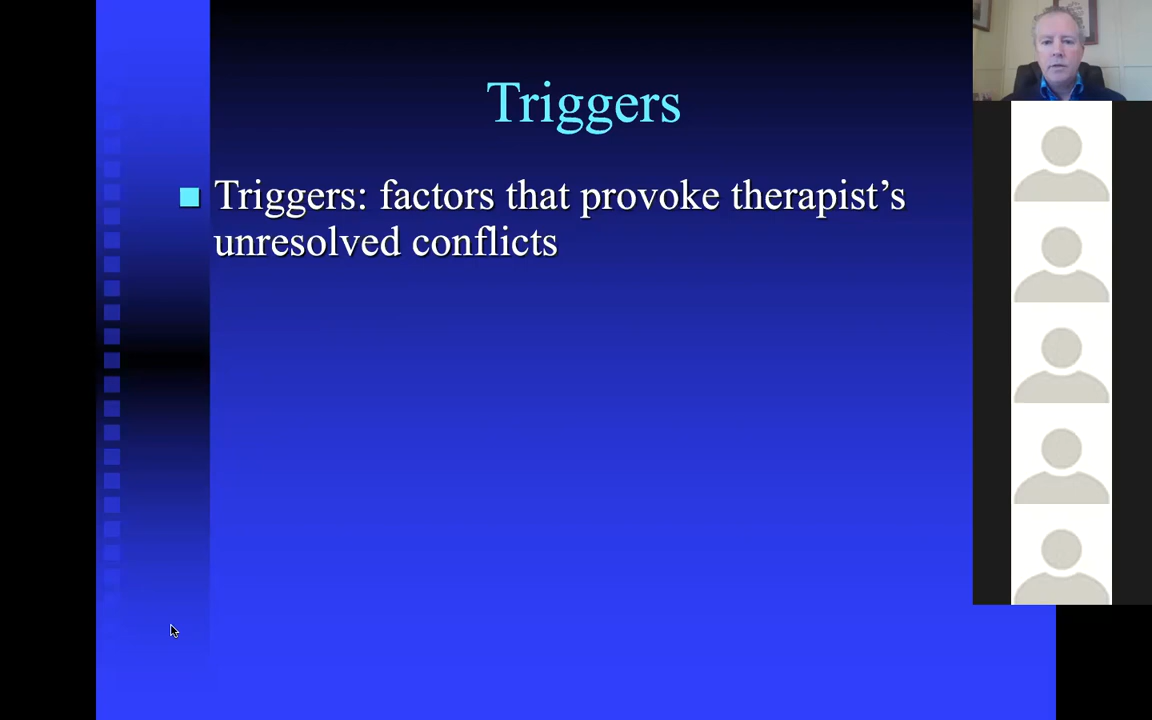 Triggers
Triggers: factors that provoke therapist’s
unresolved conflicts